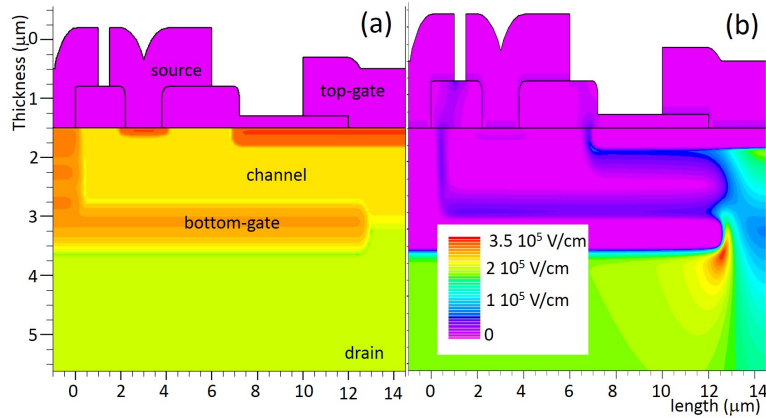 (a)
(b)
Thickness (μm)
0
1
2
3
4
5
source
top-gate
channel
bottom-gate
drain
3.5 10⁵ V/cm
2 10⁵ V/cm
1 10⁵ V/cm
0
0 2 4 6 8 10 12 14
0 2 4 6 8 10 12 14
length (μm)